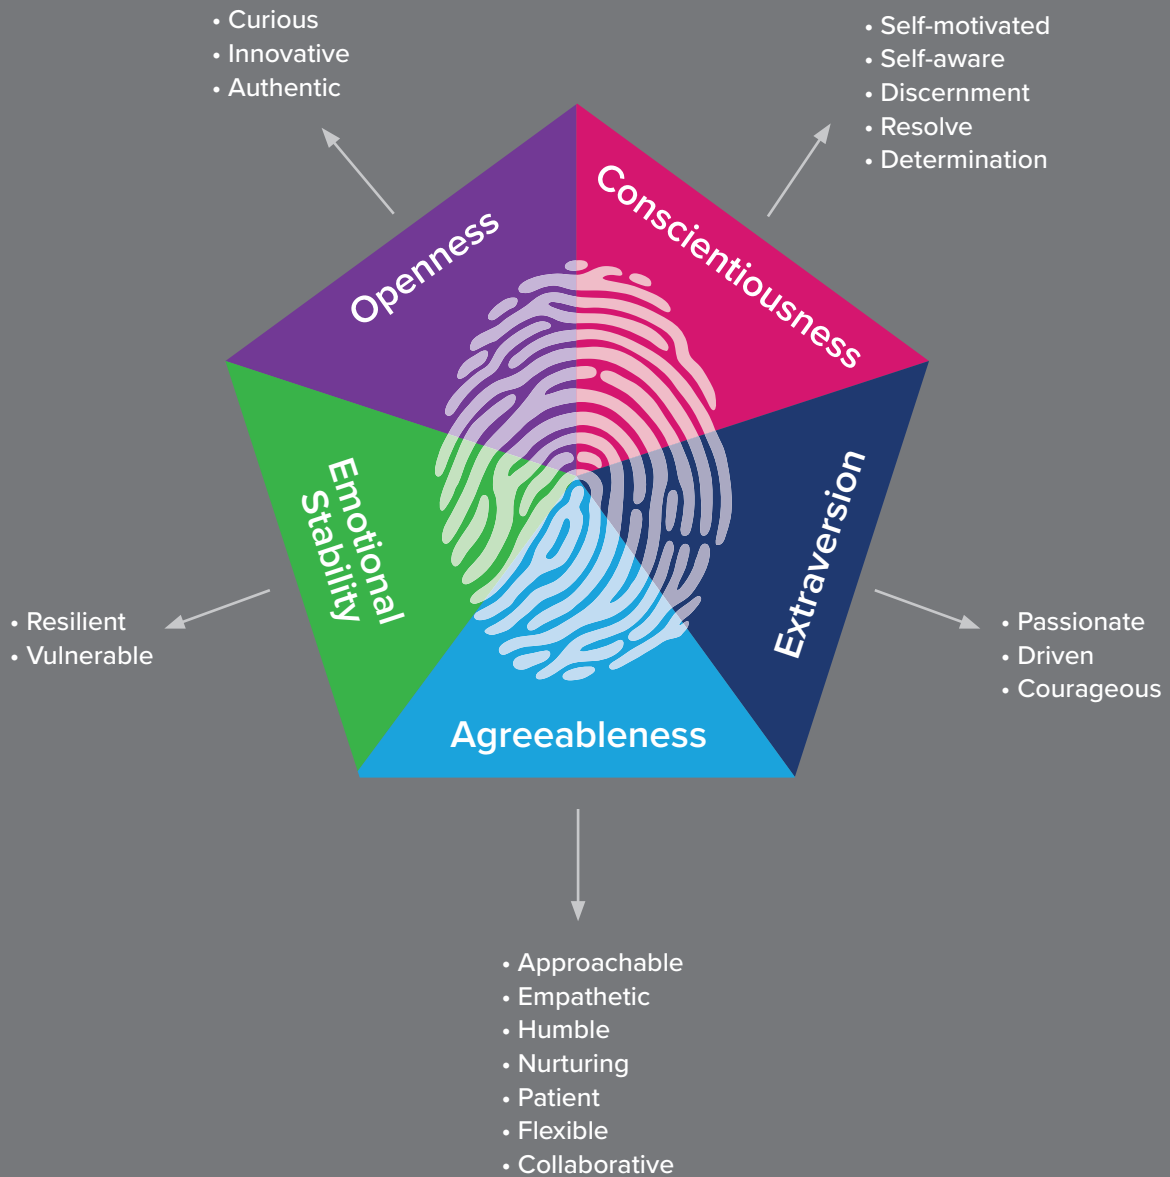 • Curious
• Innovative
• Authentic
• Self-motivated
• Self-aware
• Discernment
• Resolve
• Determination
Openness
Conscientiousness
Emotional
Stability
Extraversion
Agreeableness
• Resilient
• Vulnerable
• Passionate
• Driven
• Courageous
• Approachable
• Empathetic
• Humble
• Nurturing
• Patient
• Flexible
• Collaborative